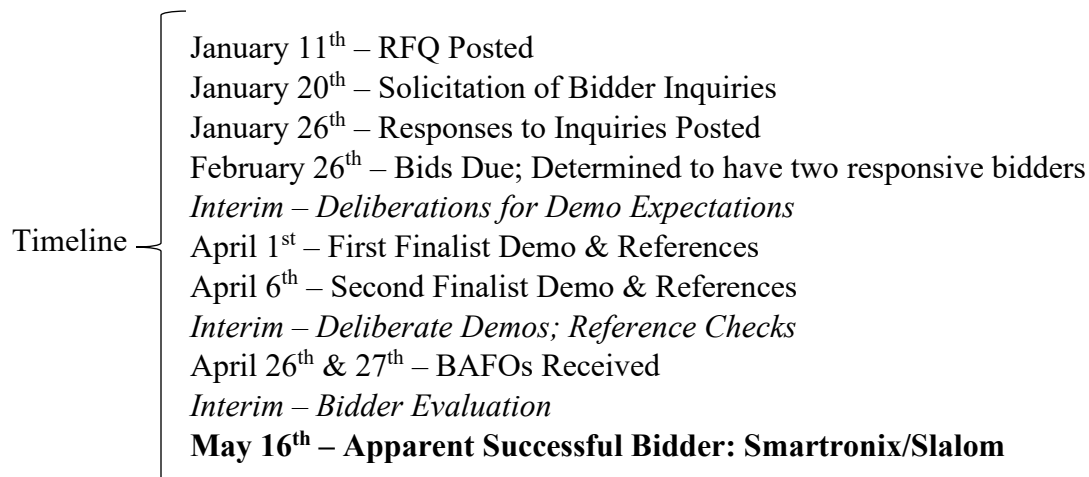 January 11th – RFQ Posted
January 20th – Solicitation of Bidder Inquiries
January 26th – Responses to Inquiries Posted
February 26th – Bids Due; Determined to have two responsive bidders
Interim – Deliberations for Demo Expectations
Timeline
April 1st – First Finalist Demo & References
April 6th – Second Finalist Demo & References
Interim – Deliberate Demos; Reference Checks
April 26th & 27th – BAFOs Received
Interim – Bidder Evaluation
May 16th – Apparent Successful Bidder: Smartronix/Slalom